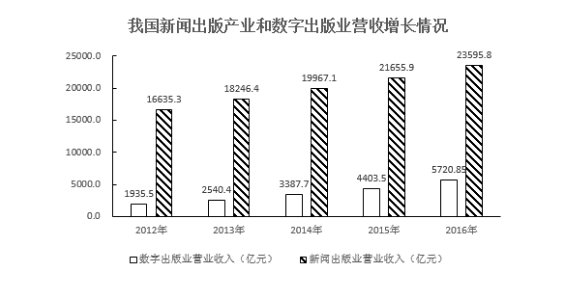 我国新闻出版产业和数字出版业营收增长情况
25000.0
20000.0
15000.0
10000.0
5000.0
0.0
1935.5
16635.3
2540.4
18246.4
3387.7
19967.1
4403.5
21655.9
5720.85
23595.8
2012年
2013年
2014年
2015年
2016年
数字出版业营业收入（亿元）
新闻出版业营业收入（亿元）